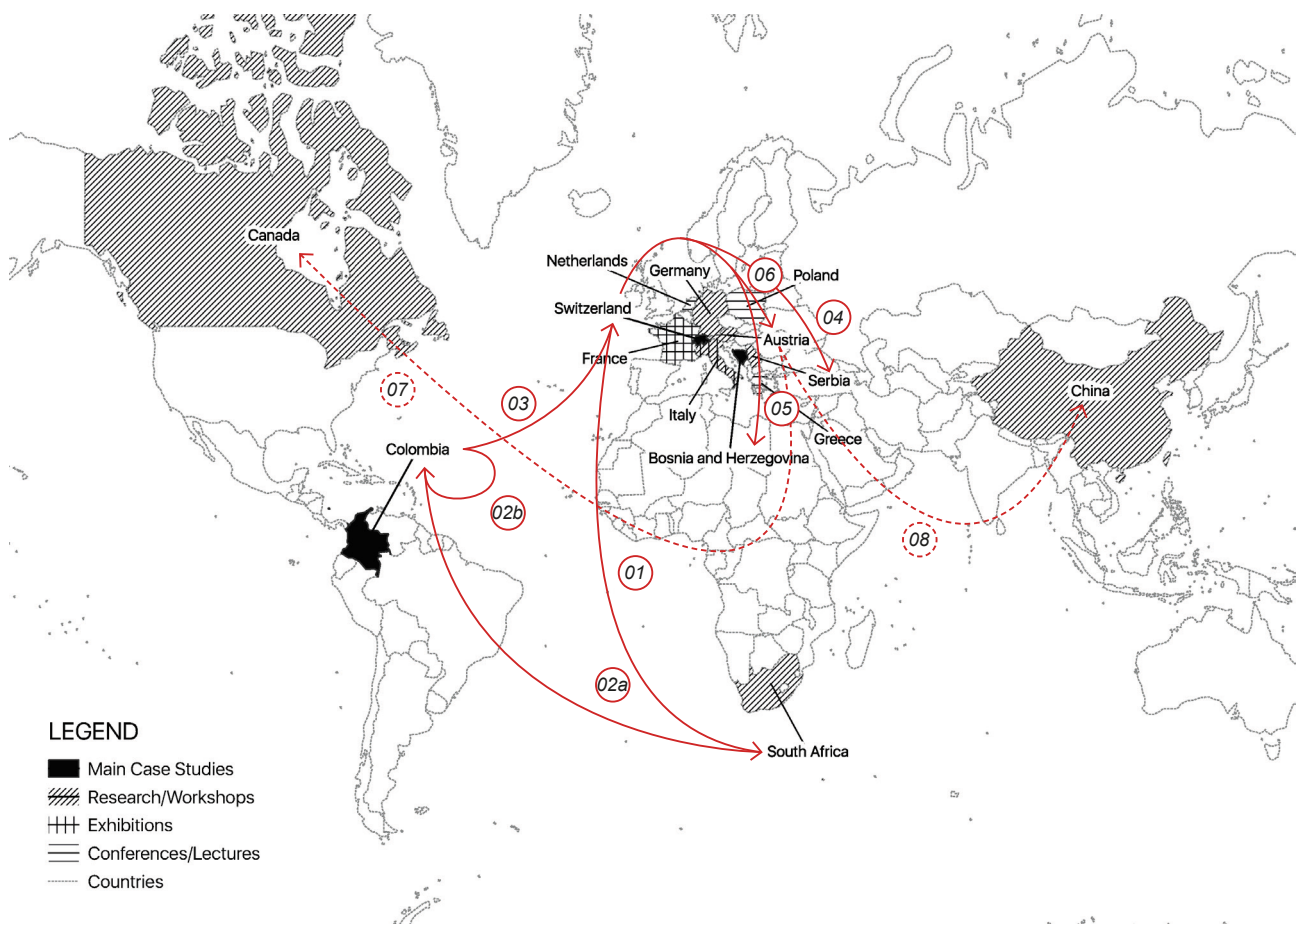 Canada
Netherlands
Germany
06
Poland
Switzerland
04
Austria
France
Serbia
07
03
China
Italy
05
Greece
Colombia
Bosnia and Herzegovina
02b
08
01
02a
South Africa
LEGEND
Main Case Studies
Research/Workshops
Exhibitions
Conferences/Lectures
Countries